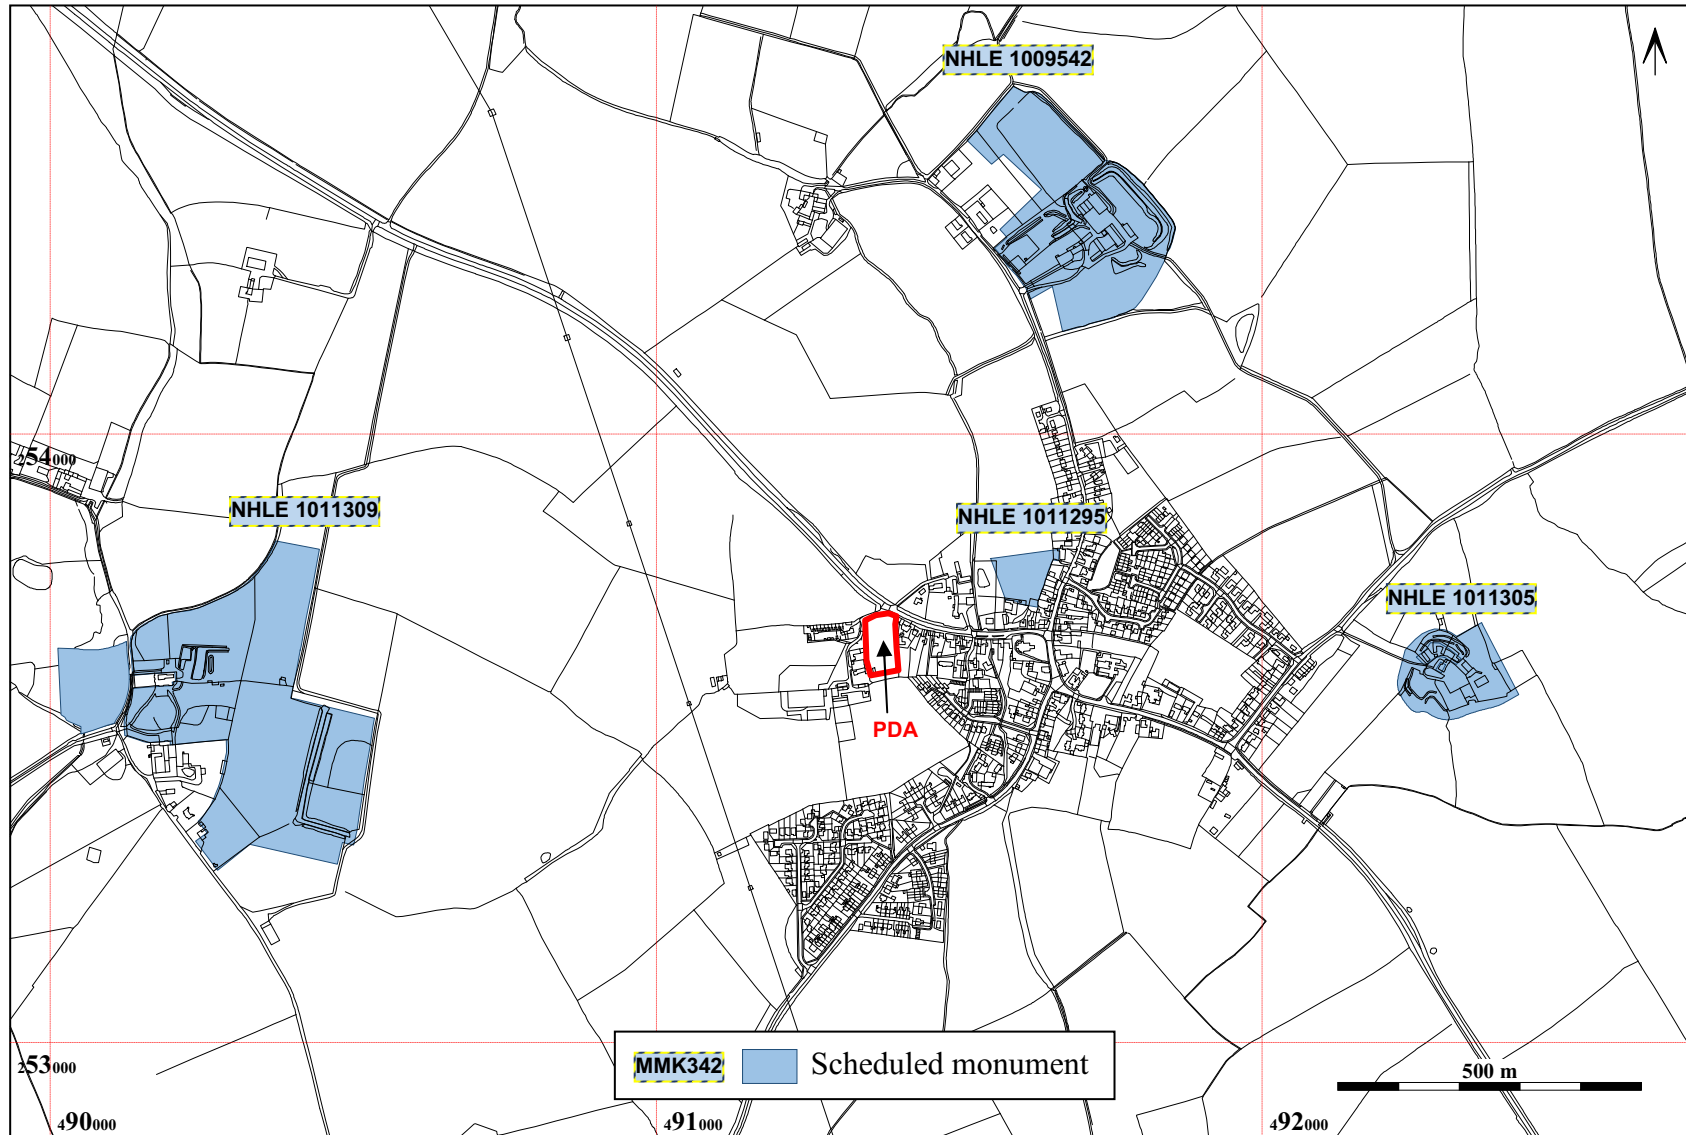 NHLE 1009542
254000
NHLE 1011309
NHLE 1011295
NHLE 1011305
PDA
253000
MMK342 Scheduled monument
500 m
490000
491000
492000